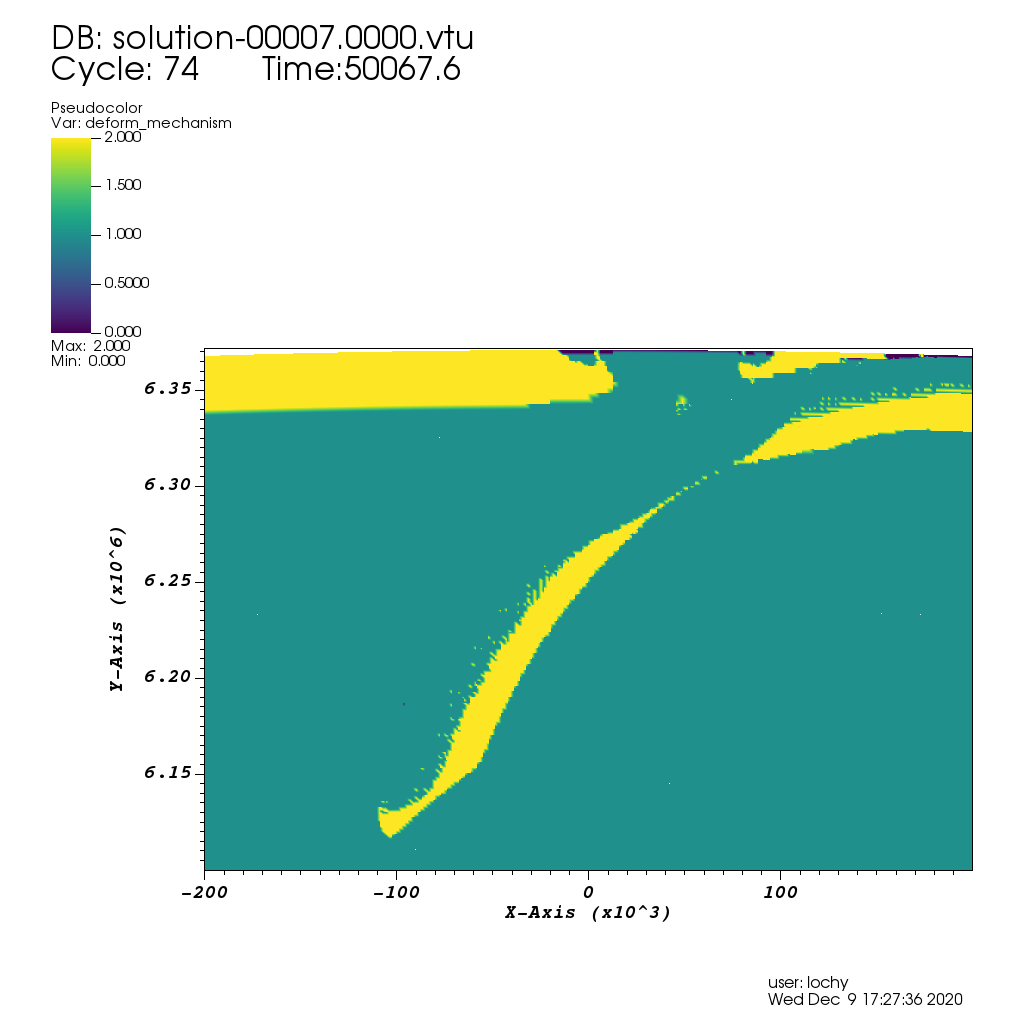 DB: solution-00007.0000.vtu
Cycle: 74 Time:50067.6
Pseudocolor
Var: deform_mechanism
2.000
1.500
1.000
0.5000
0.000
Max: 2.000
Min: 0.000
6.35
6.30
6.25
6.20
6.15
Y-Axis (x10^6)
-200 -100 0 100
X-Axis (x10^3)
user: lochy
Wed Dec 9 17:27:36 2020